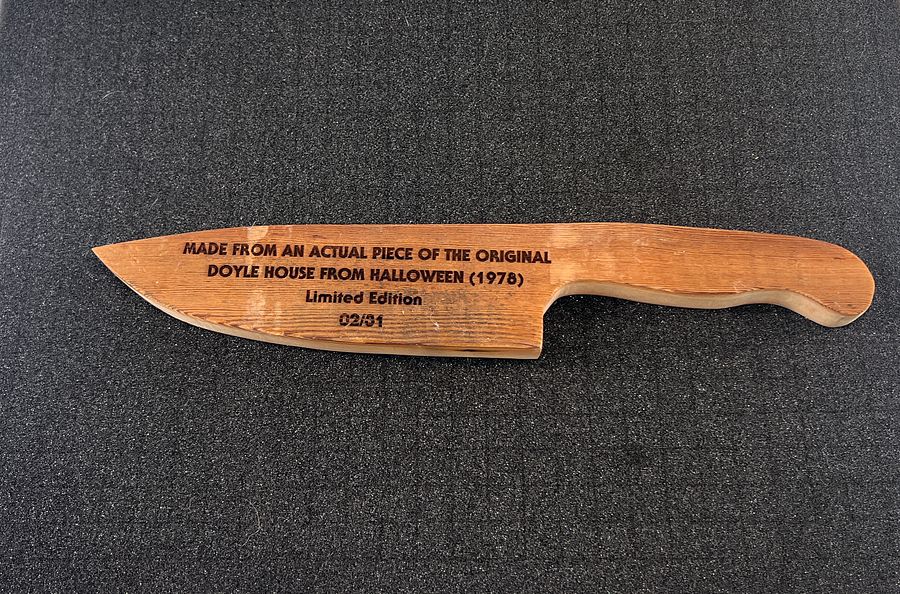 MADE FROM AN ACTUAL PIECE OF THE ORIGINAL
DOYLE HOUSE FROM HALLOWEEN (1978)
Limited Edition
02/31